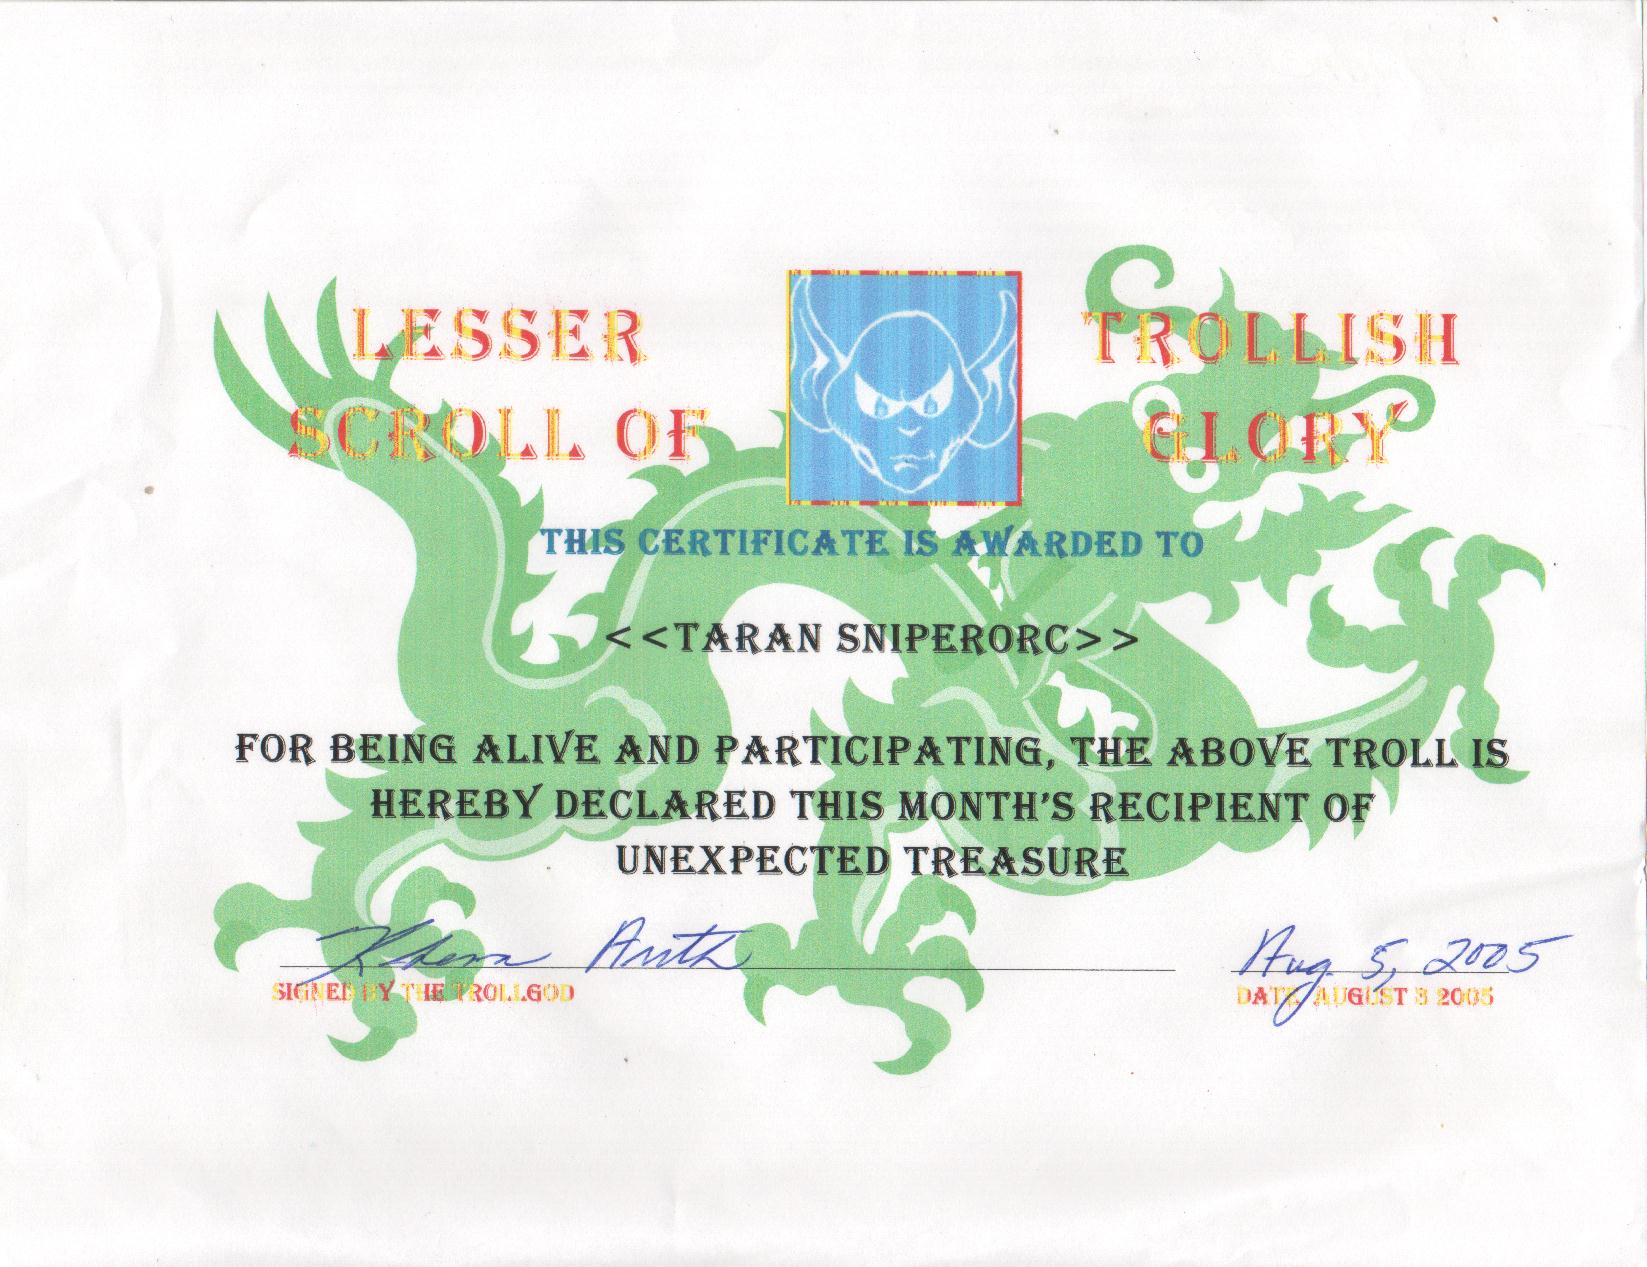 LESSER
SCROLL OF
TROLLISH
GLORY
THIS CERTIFICATE IS AWARDED TO
<<TARAN SNIPERORC>>
FOR BEING ALIVE AND PARTICIPATING, THE ABOVE TROLL IS
HEREBY DECLARED THIS MONTH'S RECIPIENT OF
UNEXPECTED TREASURE
Khenn Arrth
Aug 5, 2005
SIGNED BY THE TROLLGOD
DATE AUGUST 3 2005